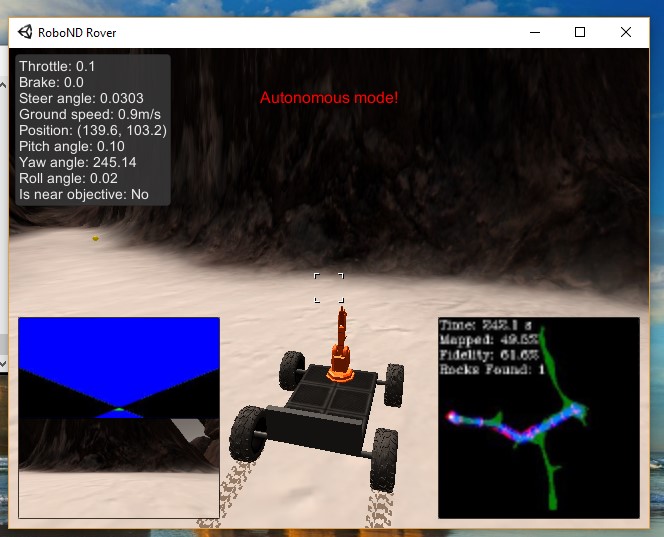 RoboND Rover
Throttle: 0.1
Brake: 0.0
Steer angle: 0.0303
Ground speed: 0.9m/s
Position: (139.6, 103.2)
Pitch angle: 0.10
Yaw angle: 245.14
Roll angle: 0.02
Is near objective: No
Autonomous mode!
Time: 242.1 s
Mapped: 49.5%
Fidelity: 61.6%
Rocks Found: 1